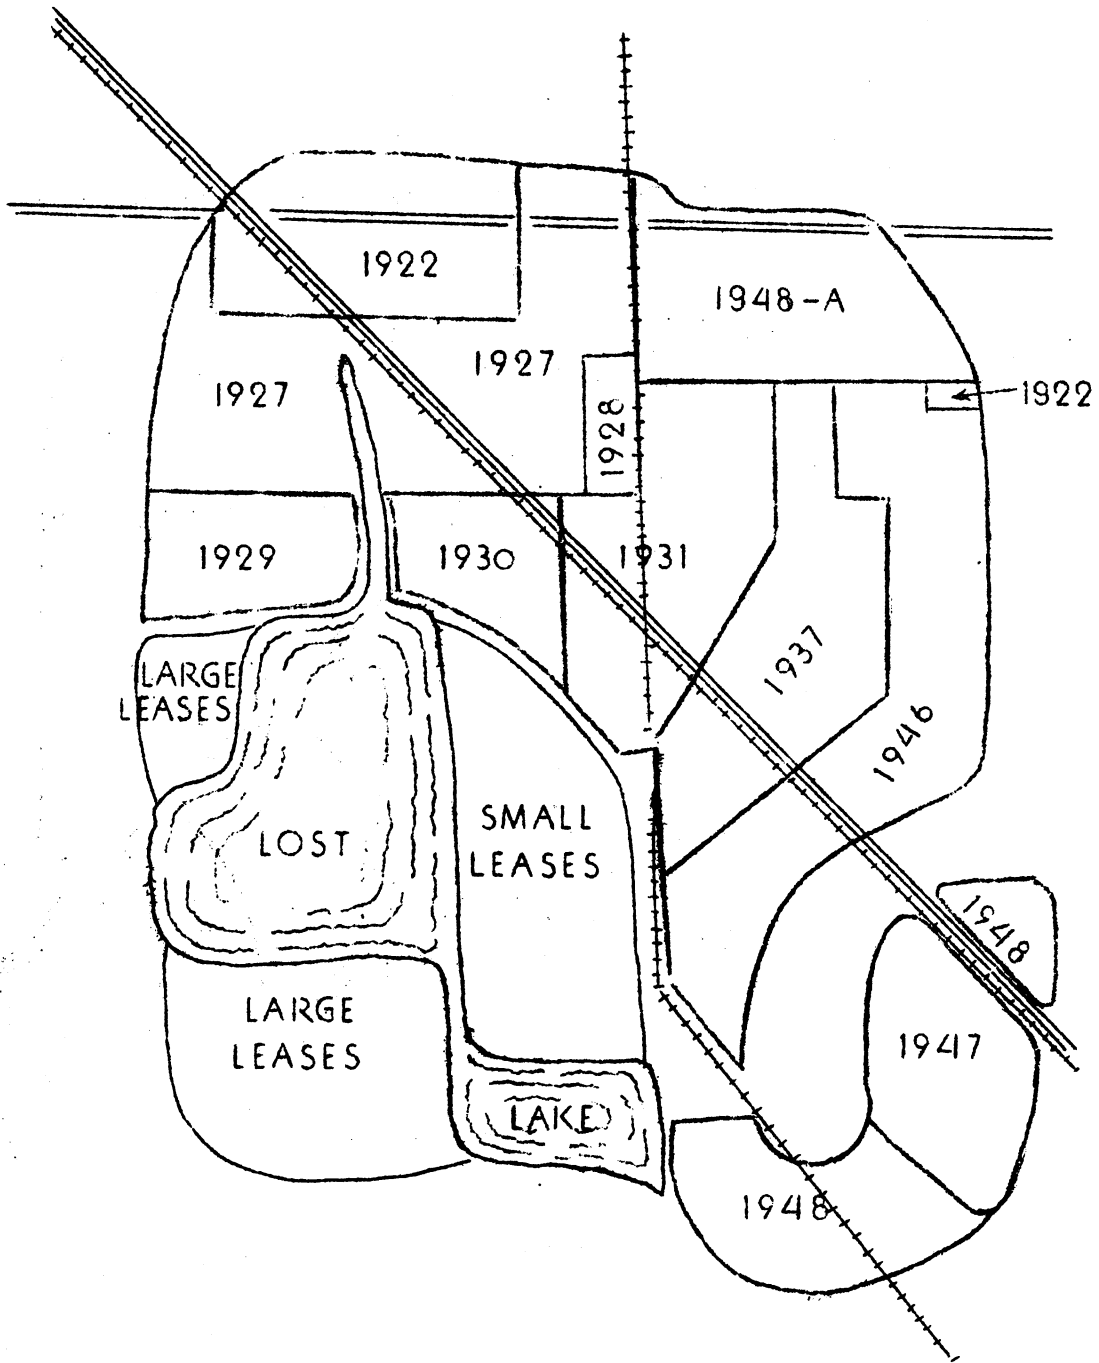 1922
1948-A
1927
1927
1922
1928
1929
1930
1931
1937
LARGE
LEASES
1946
SMALL
LEASES
LOST
1948
LARGE
LEASES
1947
LAKE
1948